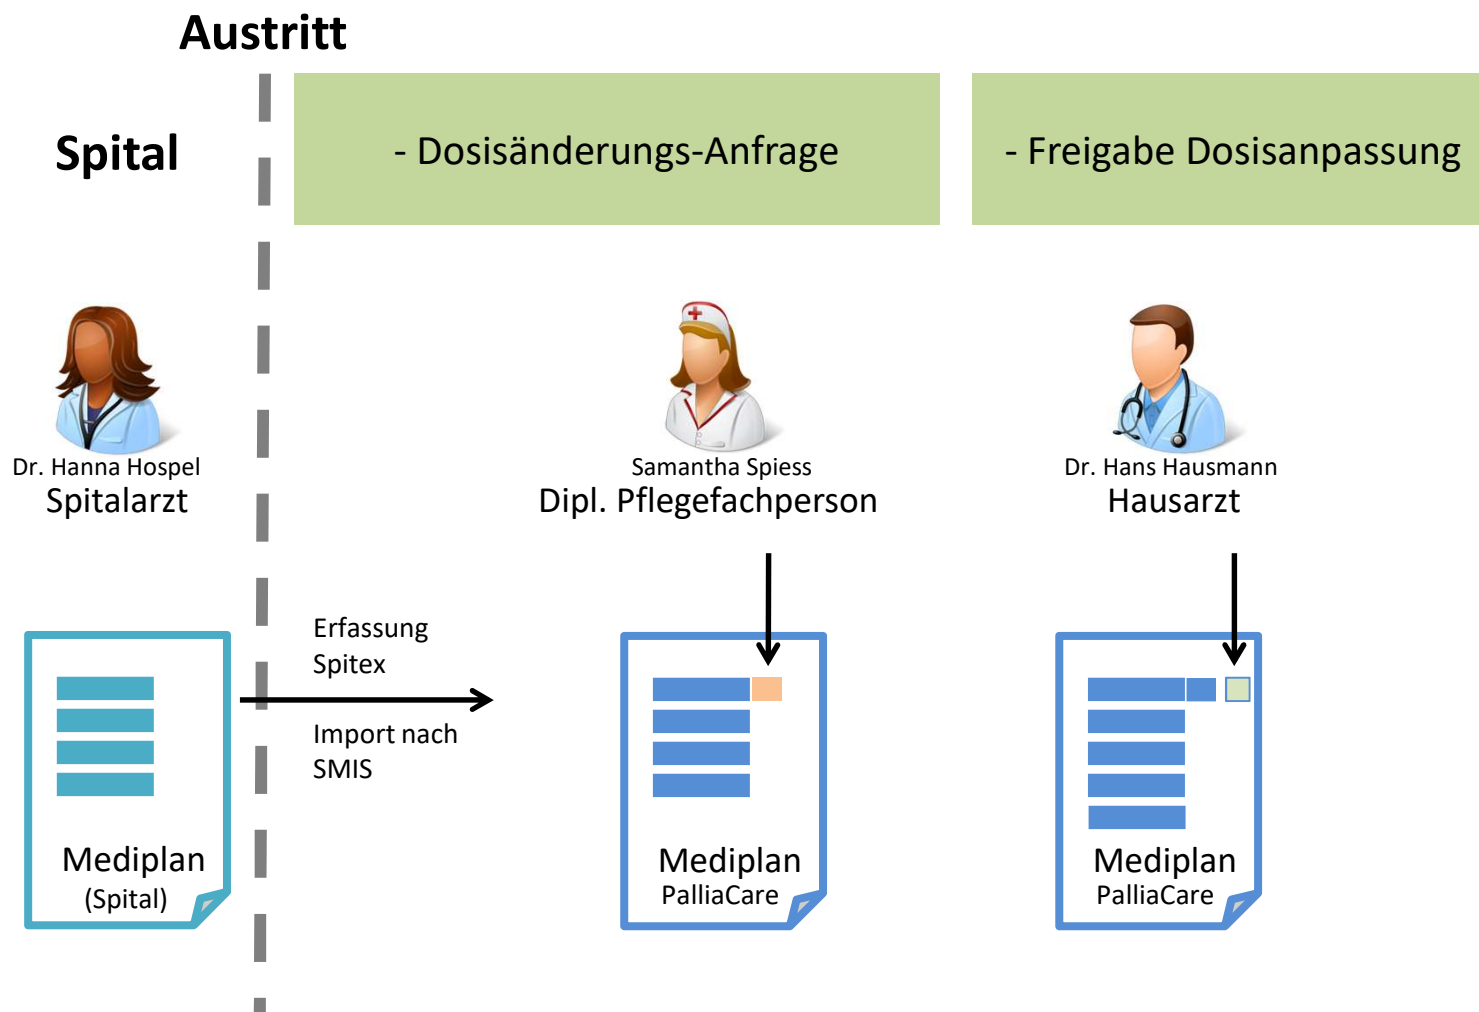 Austritt
Spital
- Dosisänderungs-Anfrage
- Freigabe Dosisanpassung
Dr. Hanna Hospel
Spitalarzt
Samantha Spiess
Dipl. Pflegefachperson
Dr. Hans Hausmann
Hausarzt
Erfassung
Spitex
Import nach
SMIS
Mediplan
(Spital)
Mediplan
PalliaCare
Mediplan
PalliaCare